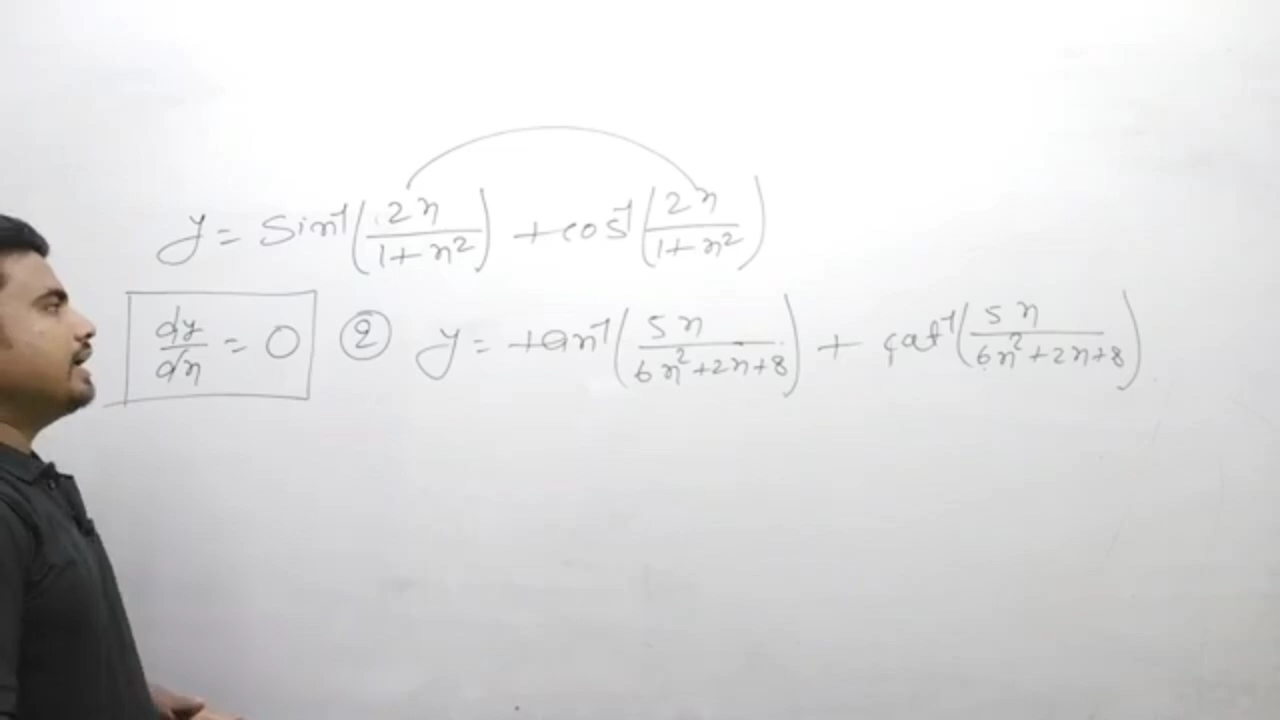 y = sin⁻¹(2x/(1+x²)) + cos⁻¹(2x/(1+x²))
dy/dx = 0
② y = tan⁻¹(5x/(6x²+2x+8)) + cot⁻¹(5x/(6x²+2x+8))